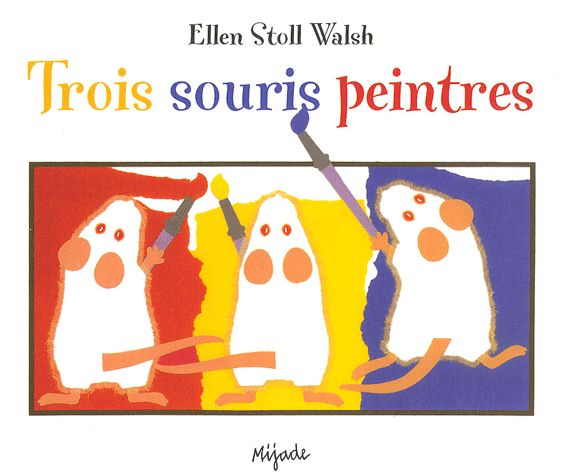 Ellen Stoll Walsh
Trois souris peintres
Mijade